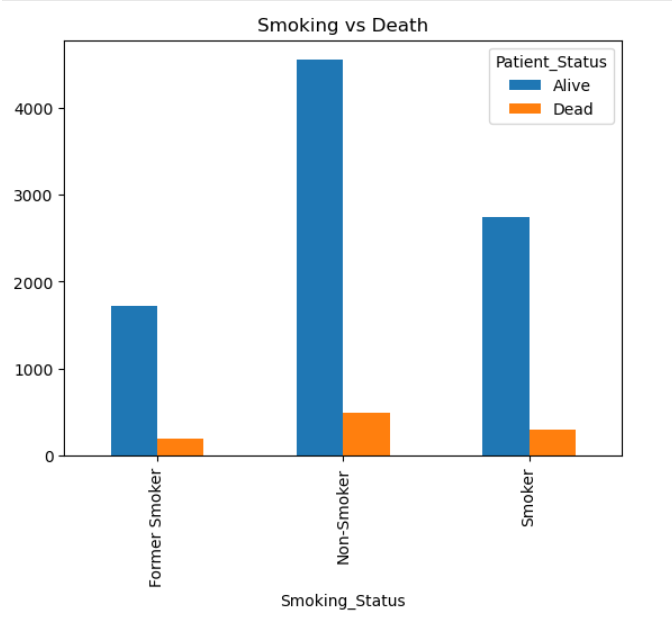 Smoking vs Death
Patient_Status
Alive
Dead
4000
3000
2000
1000
0
Former Smoker
Non-Smoker
Smoker
Smoking_Status